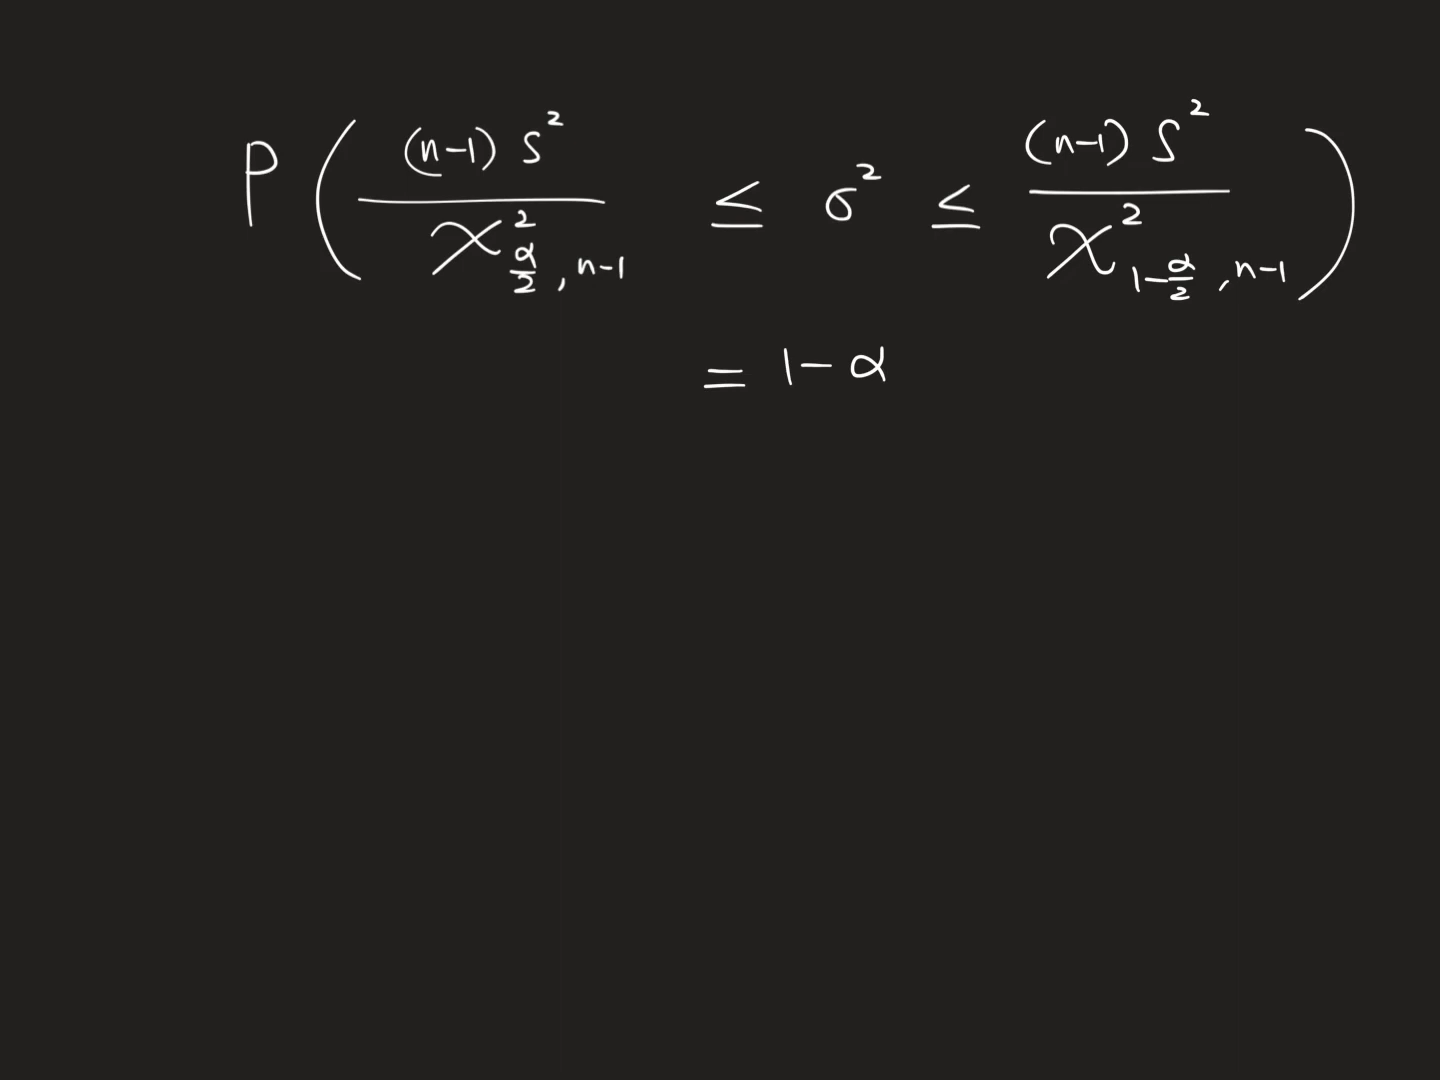 P ( (n-1) S² / χ²_{α/2, n-1} ≤ σ² ≤ (n-1) S² / χ²_{1-α/2, n-1} )
= 1 - α